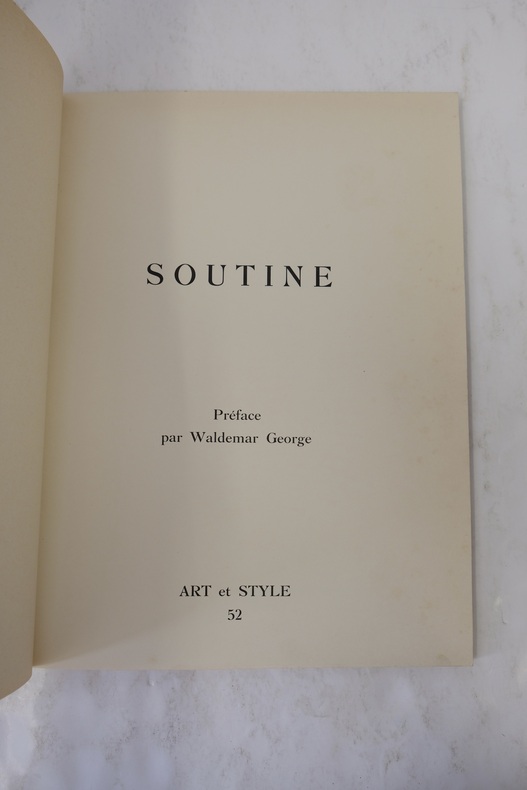 SOUTINE
Préface
par Waldemar George
ART et STYLE
52